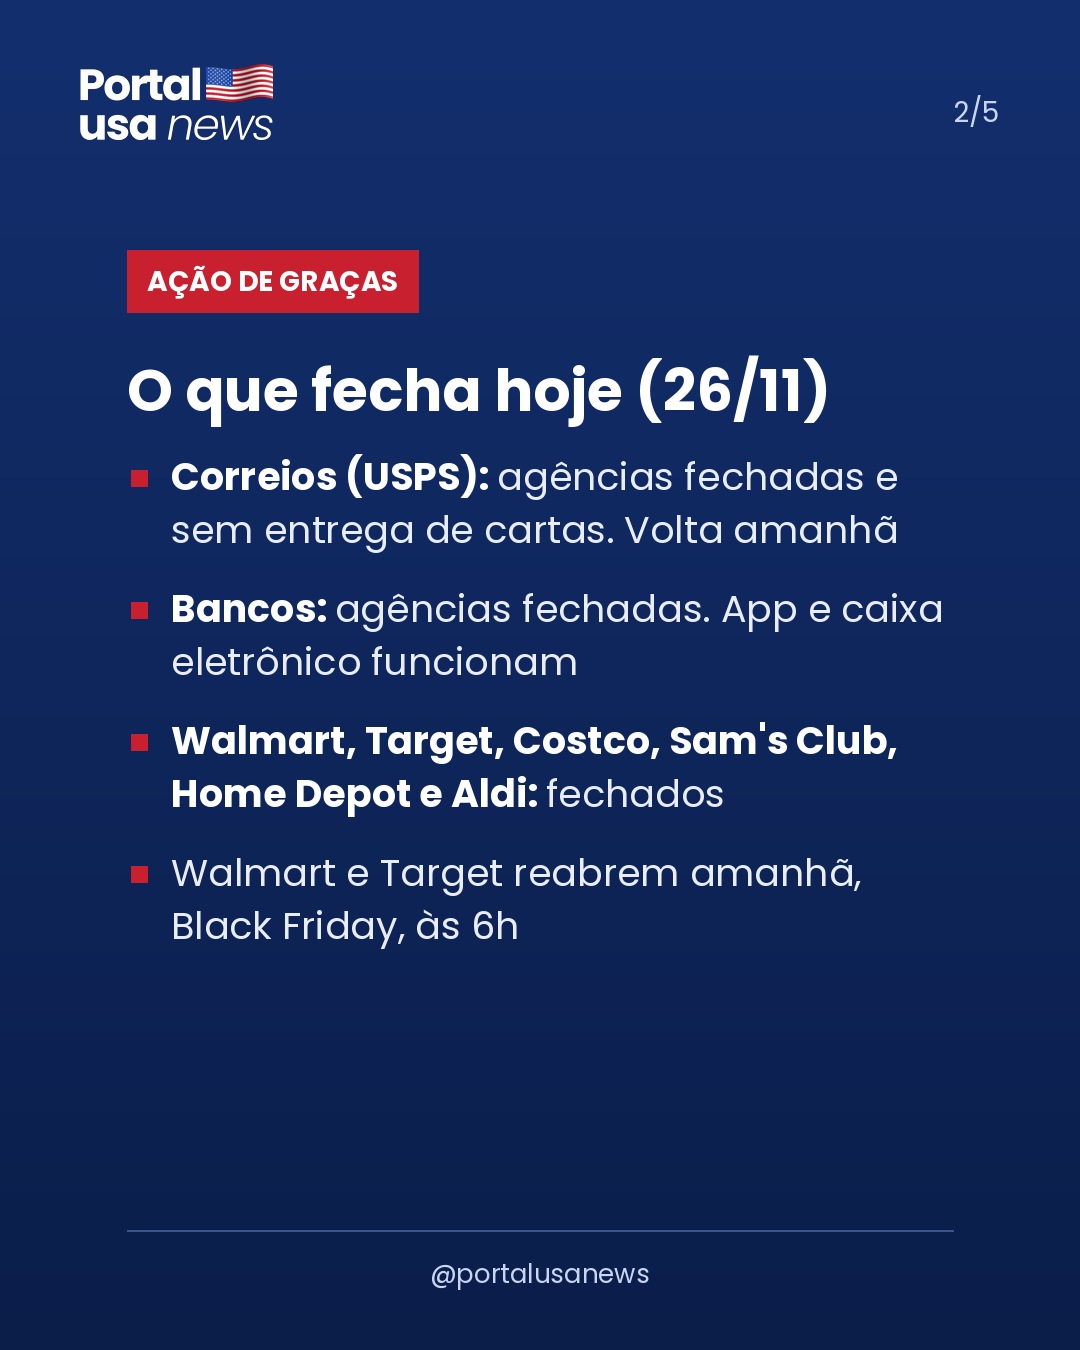 Portal
usa news
2/5
AÇÃO DE GRAÇAS
O que fecha hoje (26/11)
Correios (USPS): agências fechadas e
sem entrega de cartas. Volta amanhã
Bancos: agências fechadas. App e caixa
eletrônico funcionam
Walmart, Target, Costco, Sam's Club,
Home Depot e Aldi: fechados
Walmart e Target reabrem amanhã,
Black Friday, às 6h
@portalusanews